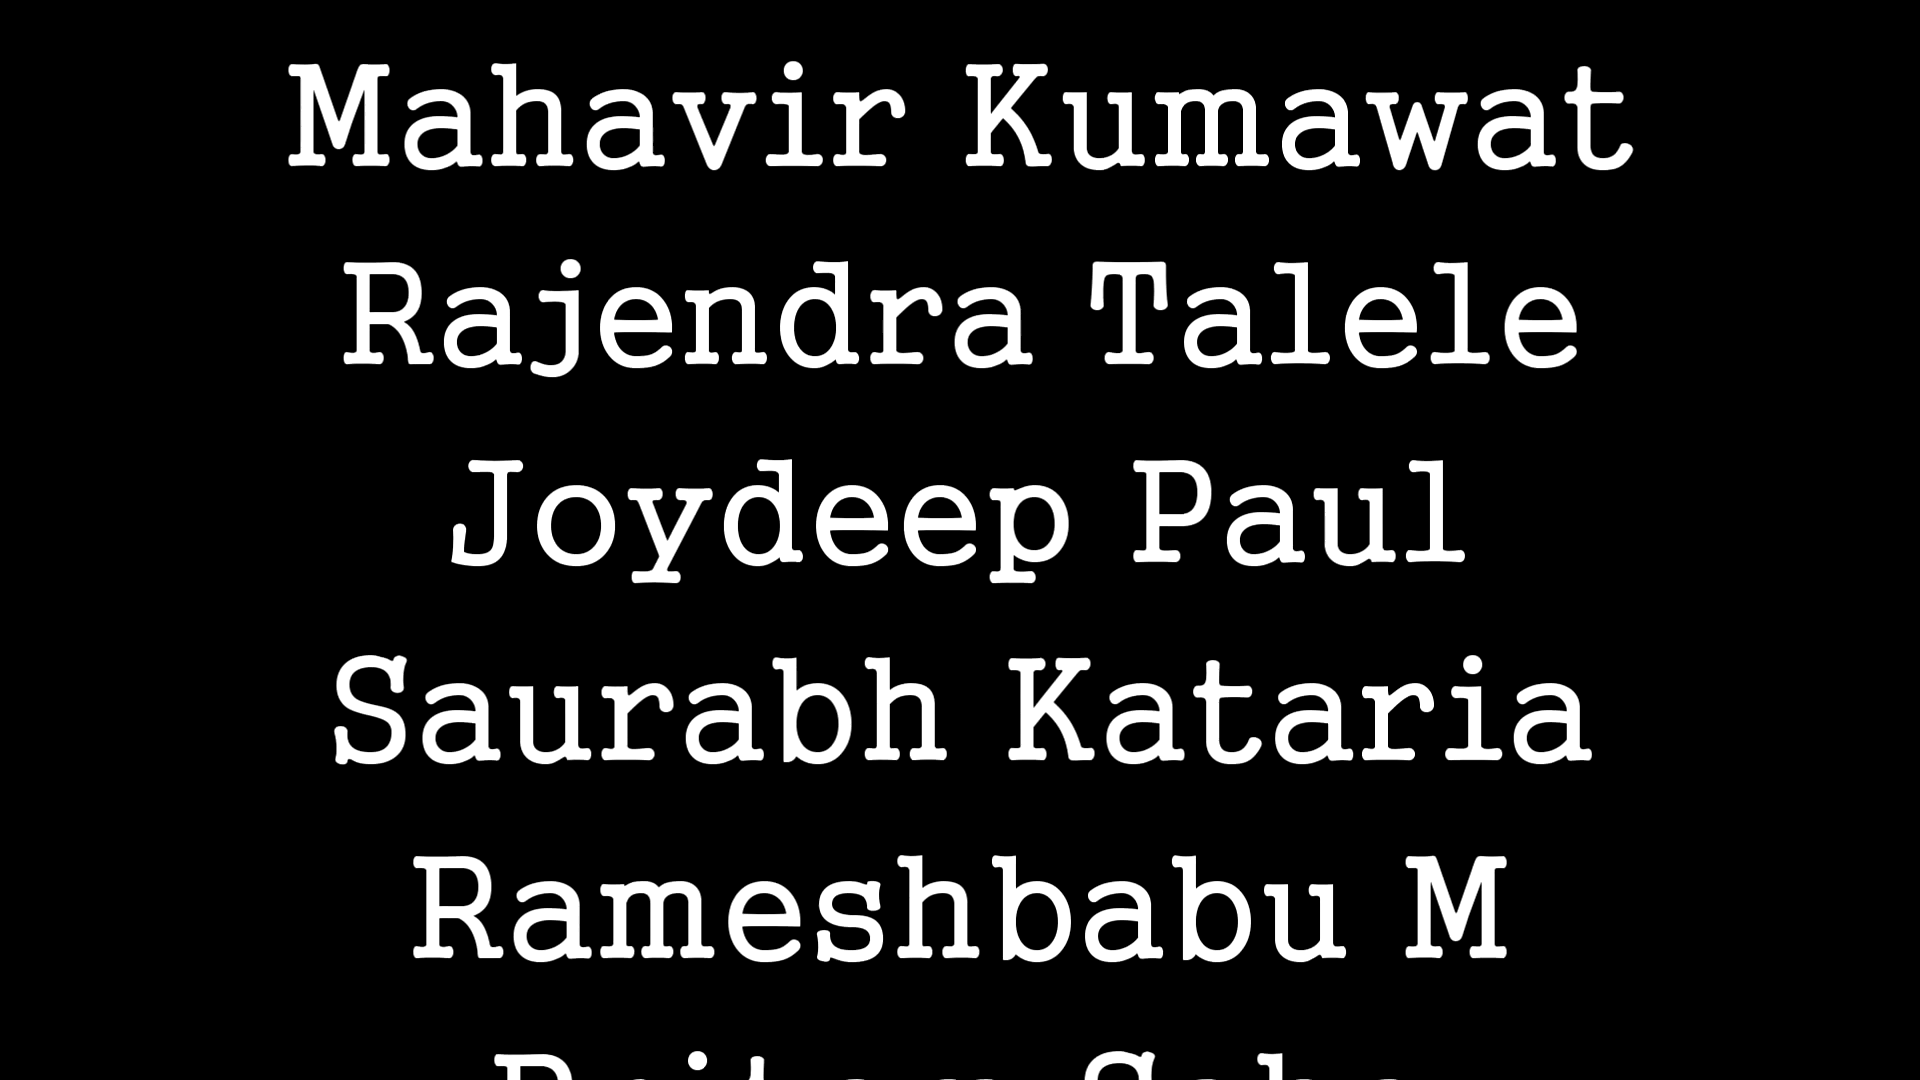 Mahavir Kumawat
Rajendra Talele
Joydeep Paul
Saurabh Kataria
Rameshbabu M